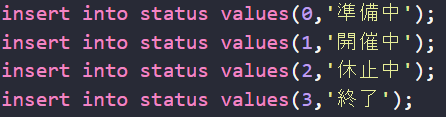 insert into status values(0,'準備中');
insert into status values(1,'開催中');
insert into status values(2,'休止中');
insert into status values(3,'終了');